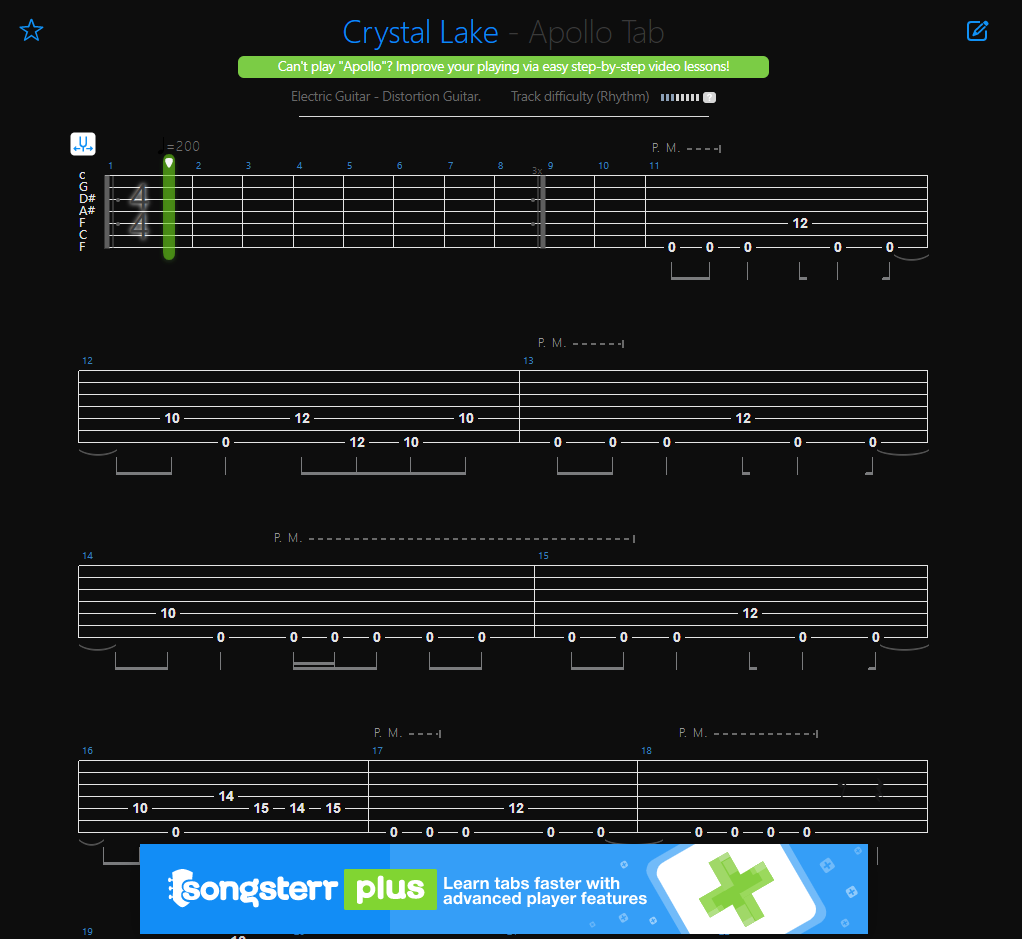 Crystal Lake - Apollo Tab
Can't play "Apollo"? Improve your playing via easy step-by-step video lessons!
Electric Guitar - Distortion Guitar. Track difficulty (Rhythm) ?
=200
P. M.
1 2 3 4 5 6 7 8 3x 9 10 11
c
G
D#
A#
F
C
F
4
4
12
0 0 0 0 0
P. M.
12 13
10 12 10 12
0 12 10 0 0 0 0 0
P. M.
14 15
10 12
0 0 0 0 0 0 0 0 0 0 0
P. M. P. M.
16 17 18
14
10 15 14 15 12
0 0 0 0 0 0 0 0 0 0
songsterr plus Learn tabs faster with
advanced player features
19